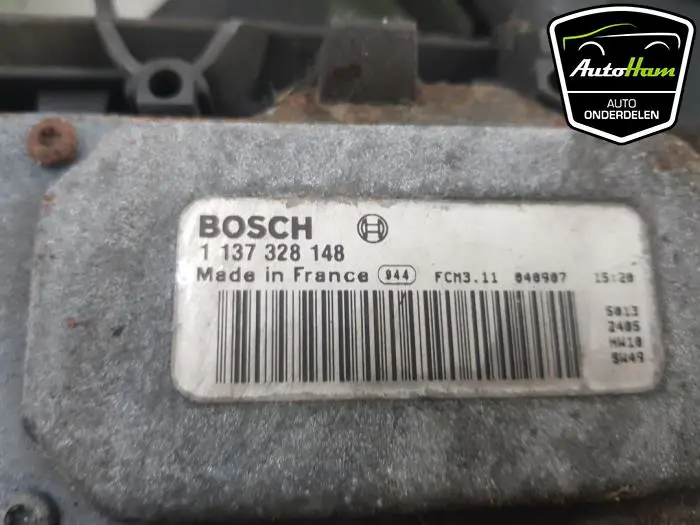 AutoHam
AUTO
ONDERDELEN
BOSCH
1 137 328 148
Made in France 944 FCM3.11 040907 15:20
S013
2405
HW10
SW49